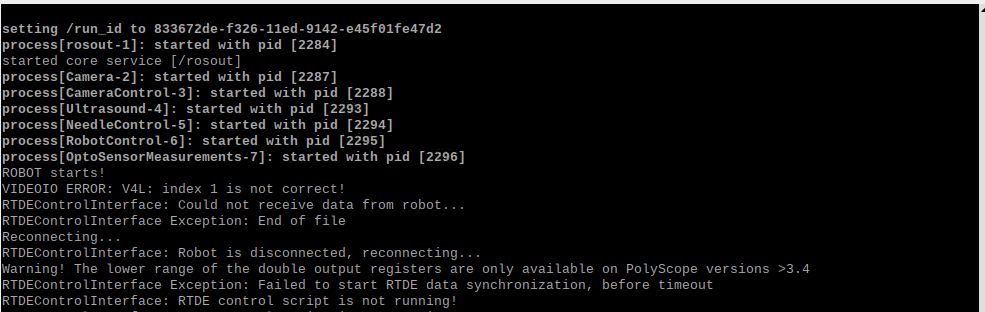 setting /run_id to 833672de-f326-11ed-9142-e45f01fe47d2
process[rosout-1]: started with pid [2284]
started core service [/rosout]
process[Camera-2]: started with pid [2287]
process[CameraControl-3]: started with pid [2288]
process[Ultrasound-4]: started with pid [2293]
process[NeedleControl-5]: started with pid [2294]
process[RobotControl-6]: started with pid [2295]
process[OptoSensorMeasurements-7]: started with pid [2296]
ROBOT starts!
VIDEOIO ERROR: V4L: index 1 is not correct!
RTDEControlInterface: Could not receive data from robot...
RTDEControlInterface Exception: End of file
Reconnecting...
RTDEControlInterface: Robot is disconnected, reconnecting...
Warning! The lower range of the double output registers are only available on PolyScope versions >3.4
RTDEControlInterface Exception: Failed to start RTDE data synchronization, before timeout
RTDEControlInterface: RTDE control script is not running!